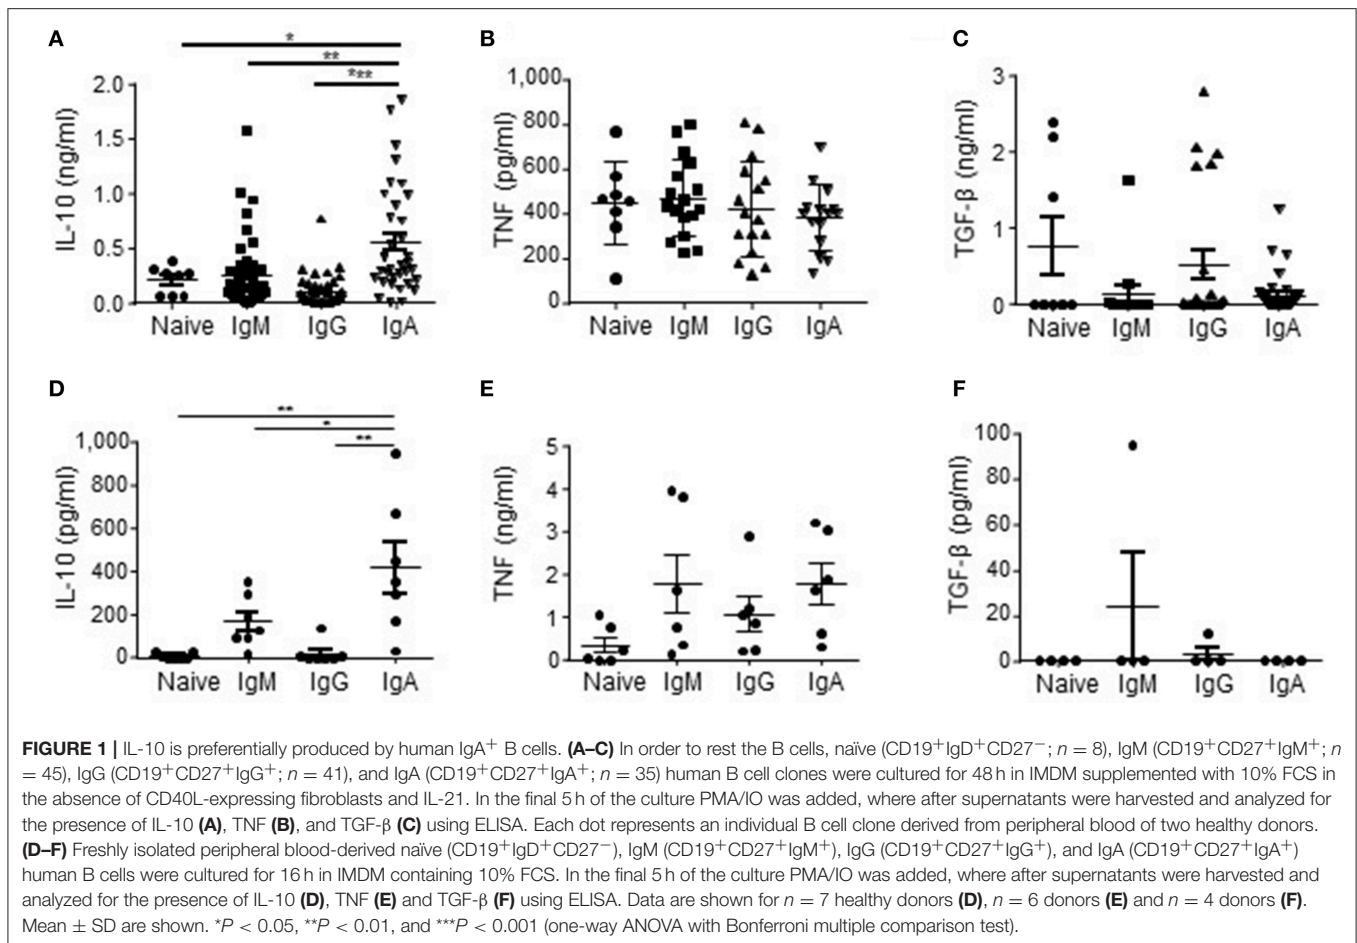 A
*
**
***
IL-10 (ng/ml)
2.0
1.5
1.0
0.5
0.0
Naive IgM IgG IgA
B
TNF (pg/ml)
1,000
800
600
400
200
0
Naive IgM IgG IgA
C
TGF-β (ng/ml)
3
2
1
0
Naive IgM IgG IgA
D
**
*
**
IL-10 (pg/ml)
1,000
800
600
400
200
0
Naive IgM IgG IgA
E
TNF (ng/ml)
5
4
3
2
1
0
Naive IgM IgG IgA
F
TGF-β (pg/ml)
100
80
60
40
20
0
Naive IgM IgG IgA
FIGURE 1 | IL-10 is preferentially produced by human IgA+ B cells. (A–C) In order to rest the B cells, naïve (CD19+IgD+CD27−; n = 8), IgM (CD19+CD27+IgM+; n
= 45), IgG (CD19+CD27+IgG+; n = 41), and IgA (CD19+CD27+IgA+; n = 35) human B cell clones were cultured for 48 h in IMDM supplemented with 10% FCS in
the absence of CD40L-expressing fibroblasts and IL-21. In the final 5 h of the culture PMA/IO was added, where after supernatants were harvested and analyzed for
the presence of IL-10 (A), TNF (B), and TGF-β (C) using ELISA. Each dot represents an individual B cell clone derived from peripheral blood of two healthy donors.
(D–F) Freshly isolated peripheral blood-derived naïve (CD19+IgD+CD27−), IgM (CD19+CD27+IgM+), IgG (CD19+CD27+IgG+), and IgA (CD19+CD27+IgA+)
human B cells were cultured for 16 h in IMDM containing 10% FCS. In the final 5 h of the culture PMA/IO was added, where after supernatants were harvested and
analyzed for the presence of IL-10 (D), TNF (E) and TGF-β (F) using ELISA. Data are shown for n = 7 healthy donors (D), n = 6 donors (E) and n = 4 donors (F).
Mean ± SD are shown. *P < 0.05, **P < 0.01, and ***P < 0.001 (one-way ANOVA with Bonferroni multiple comparison test).